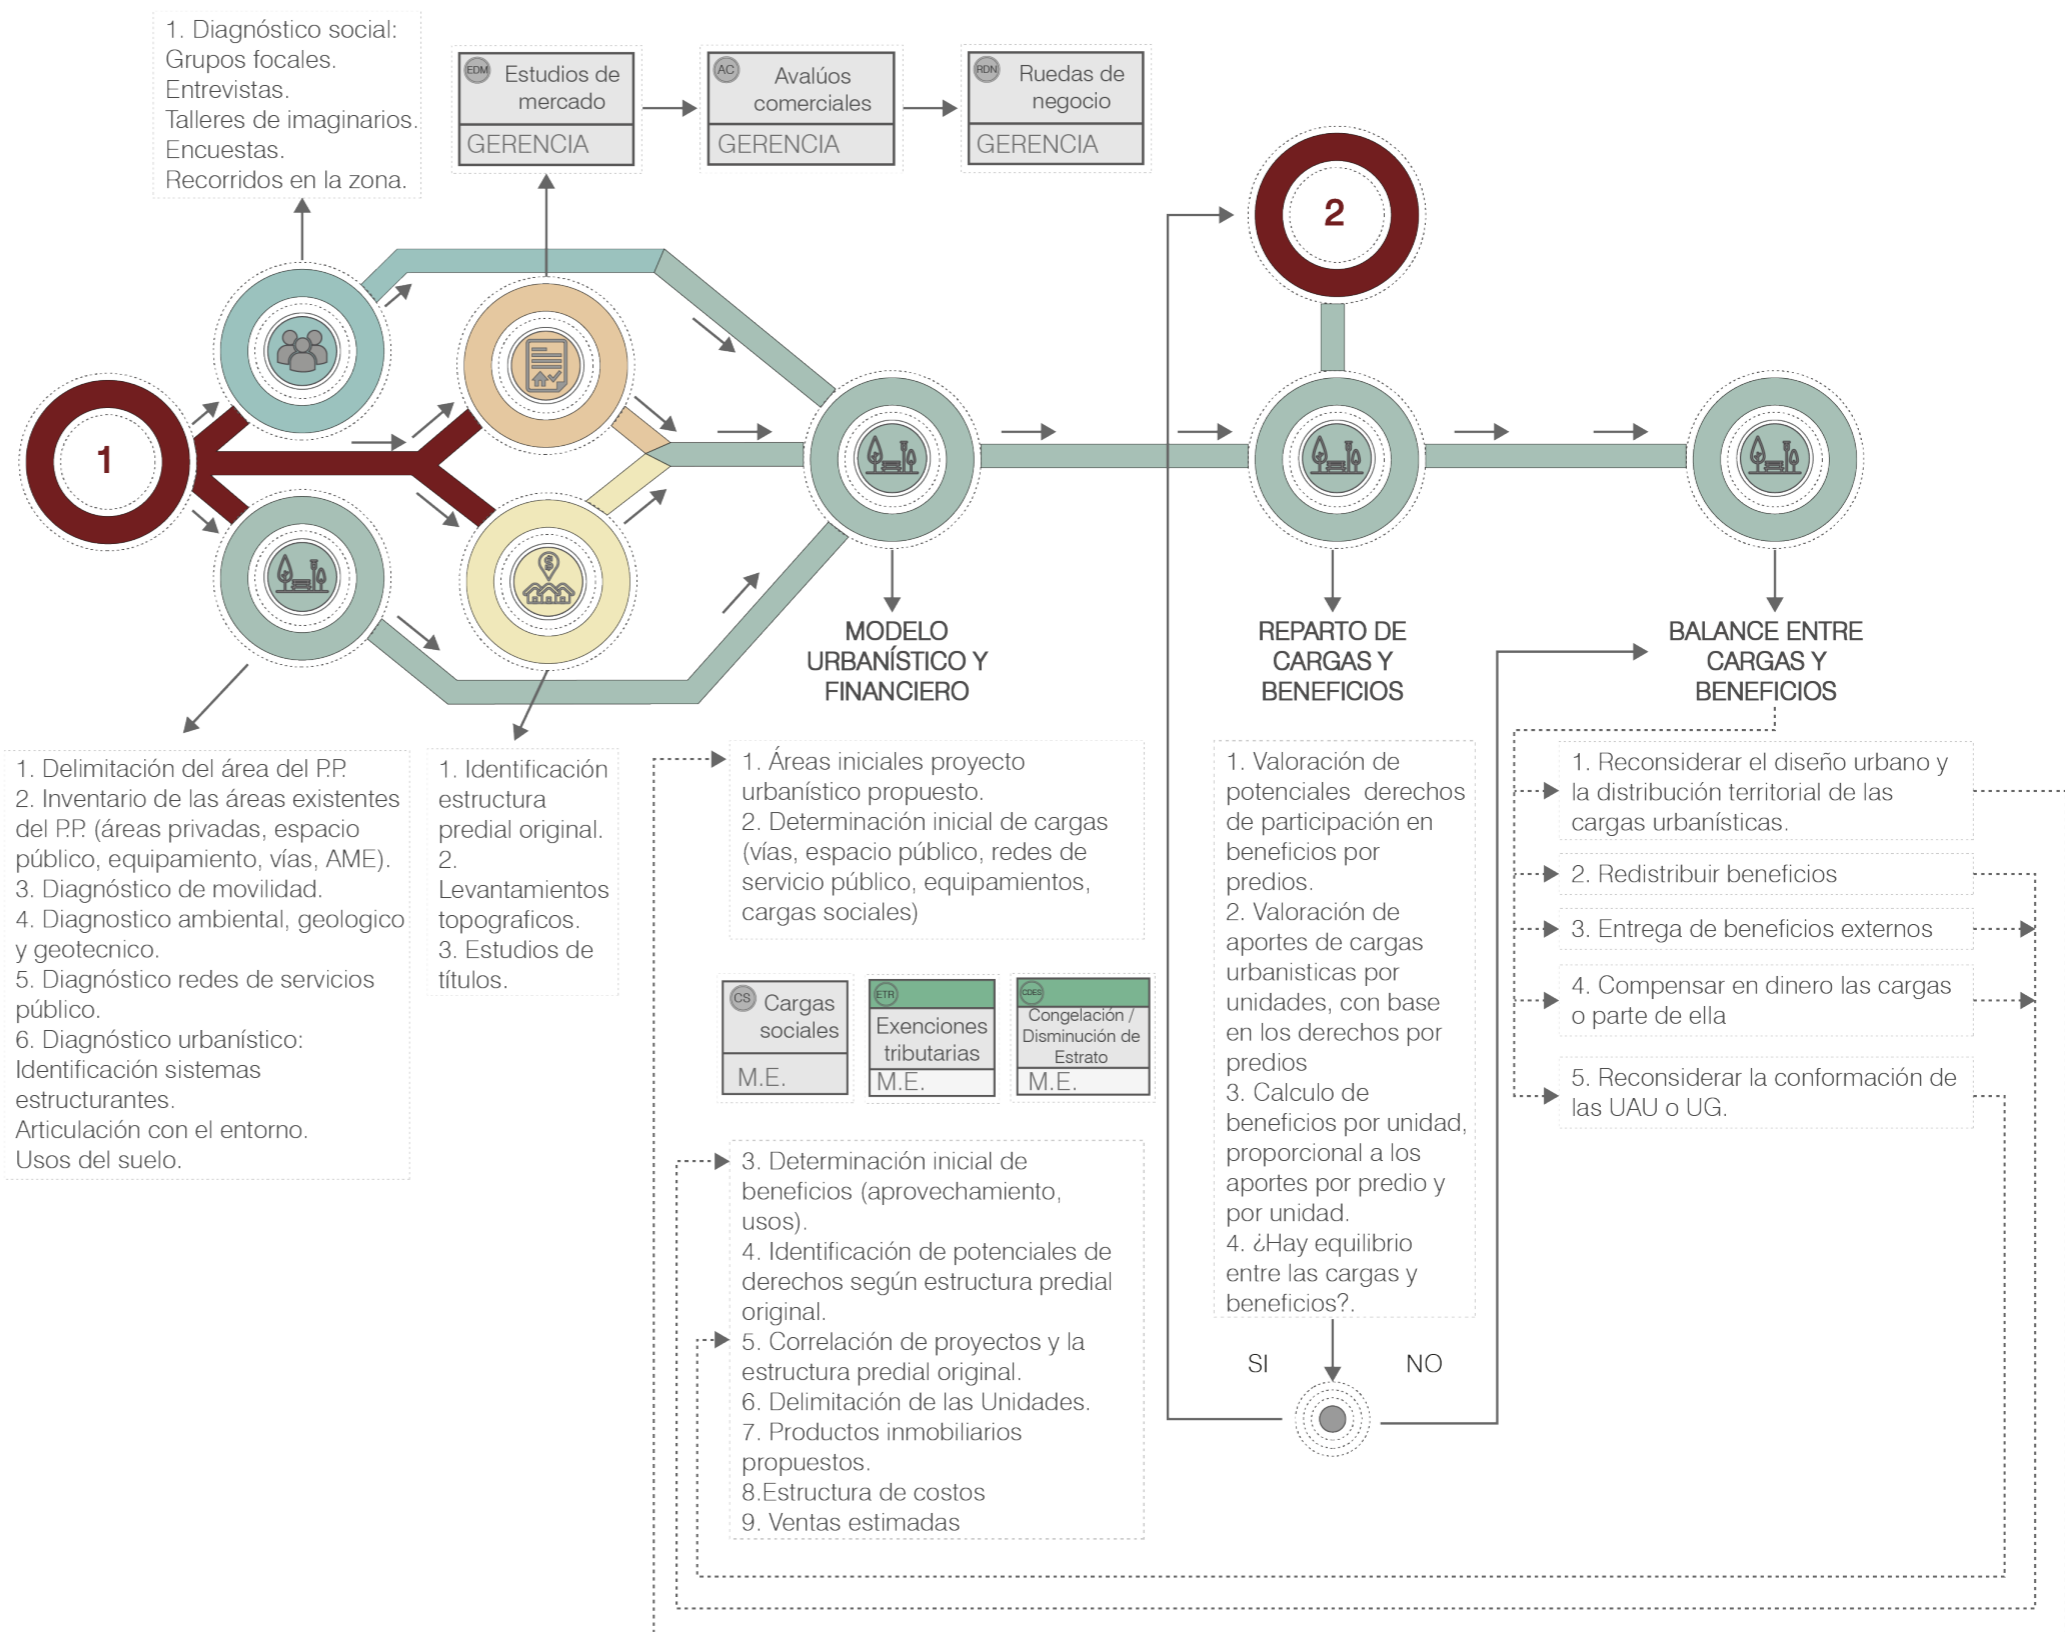 1. Diagnóstico social:
Grupos focales.
Entrevistas.
Talleres de imaginarios.
Encuestas.
Recorridos en la zona.
EDM
Estudios de
mercado
GERENCIA
AC
Avalúos
comerciales
GERENCIA
RDN
Ruedas de
negocio
GERENCIA
1
2
MODELO
URBANÍSTICO Y
FINANCIERO
REPARTO DE
CARGAS Y
BENEFICIOS
BALANCE ENTRE
CARGAS Y
BENEFICIOS
1. Delimitación del área del P.P.
2. Inventario de las áreas existentes
del P.P. (áreas privadas, espacio
público, equipamiento, vías, AME).
3. Diagnóstico de movilidad.
4. Diagnostico ambiental, geologico
y geotecnico.
5. Diagnóstico redes de servicios
público.
6. Diagnóstico urbanístico:
Identificación sistemas
estructurantes.
Articulación con el entorno.
Usos del suelo.
1. Identificación
estructura
predial original.
2.
Levantamientos
topograficos.
3. Estudios de
títulos.
1. Áreas iniciales proyecto
urbanístico propuesto.
2. Determinación inicial de cargas
(vías, espacio público, redes de
servicio público, equipamientos,
cargas sociales)
CS
Cargas
sociales
M.E.
ETR
Exenciones
tributarias
M.E.
CDES
Congelación /
Disminución de
Estrato
M.E.
3. Determinación inicial de
beneficios (aprovechamiento,
usos).
4. Identificación de potenciales de
derechos según estructura predial
original.
5. Correlación de proyectos y la
estructura predial original.
6. Delimitación de las Unidades.
7. Productos inmobiliarios
propuestos.
8.Estructura de costos
9. Ventas estimadas
1. Valoración de
potenciales derechos
de participación en
beneficios por
predios.
2. Valoración de
aportes de cargas
urbanisticas por
unidades, con base
en los derechos por
predios
3. Calculo de
beneficios por unidad,
proporcional a los
aportes por predio y
por unidad.
4. ¿Hay equilibrio
entre las cargas y
beneficios?.
SI
NO
1. Reconsiderar el diseño urbano y
la distribución territorial de las
cargas urbanísticas.
2. Redistribuir beneficios
3. Entrega de beneficios externos
4. Compensar en dinero las cargas
o parte de ella
5. Reconsiderar la conformación de
las UAU o UG.